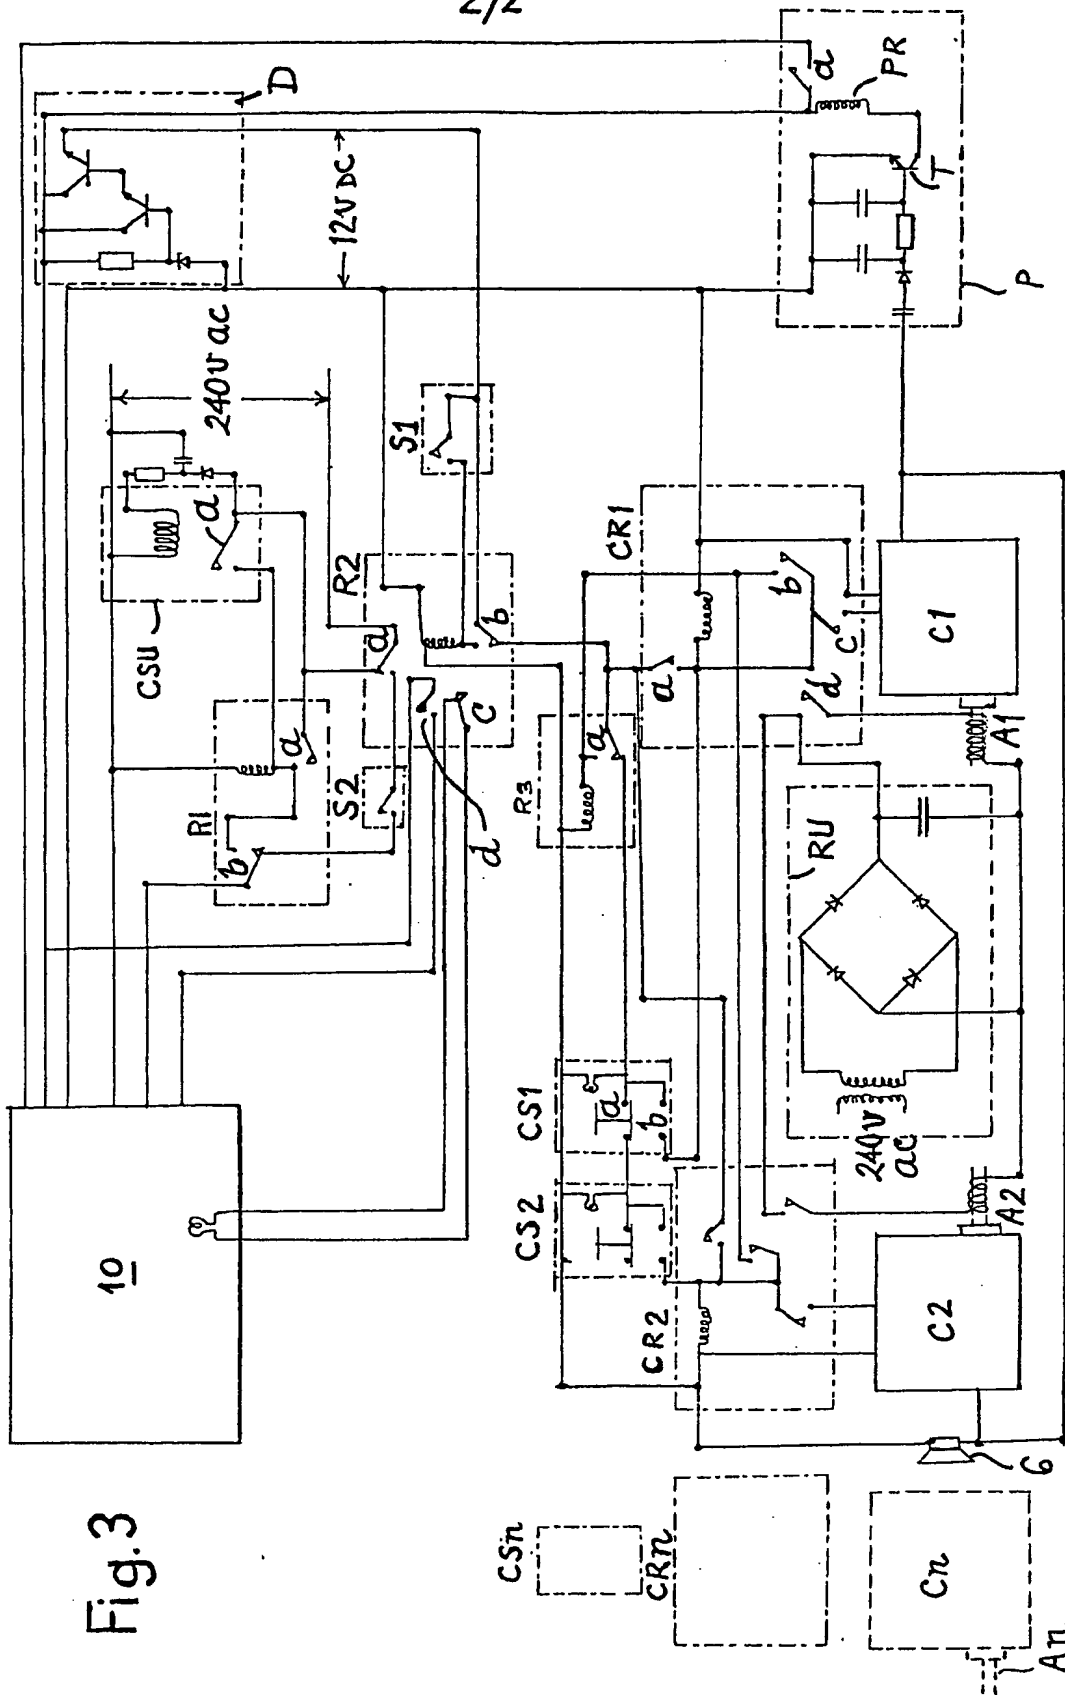 2/2
D
12V DC
240V ac
a
PR
T
P
CSU
a
R1
a
b
S2
R2
a
b
c
d
S1
R3
a
CR1
a
b
c
d
C1
A1
RU
240V
ac
CS1
a
b
CS2
CR2
C2
A2
6
10
CSn
CRn
Cn
An
Fig.3